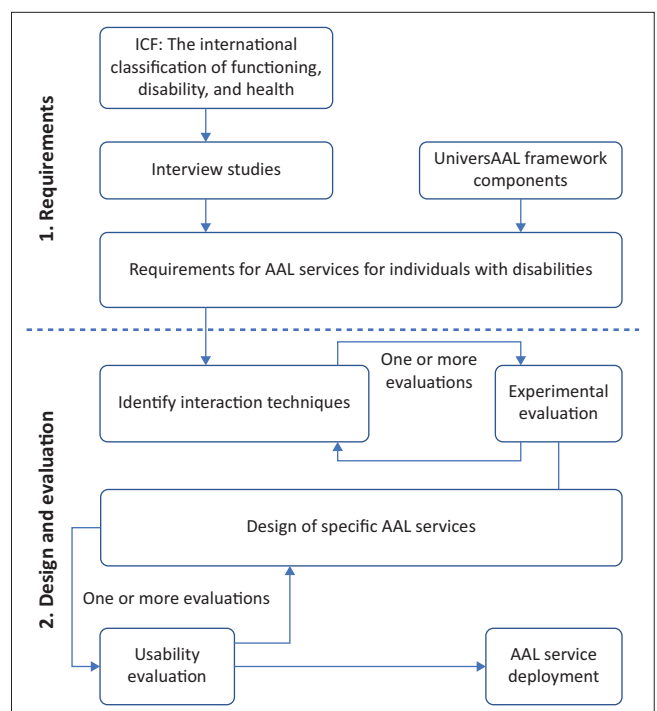 1. Requirements
ICF: The international
classification of functioning,
disability, and health
Interview studies
UniversAAL framework
components
Requirements for AAL services for individuals with disabilities
2. Design and evaluation
Identify interaction techniques
One or more
evaluations
Experimental
evaluation
Design of specific AAL services
One or more evaluations
Usability
evaluation
AAL service
deployment